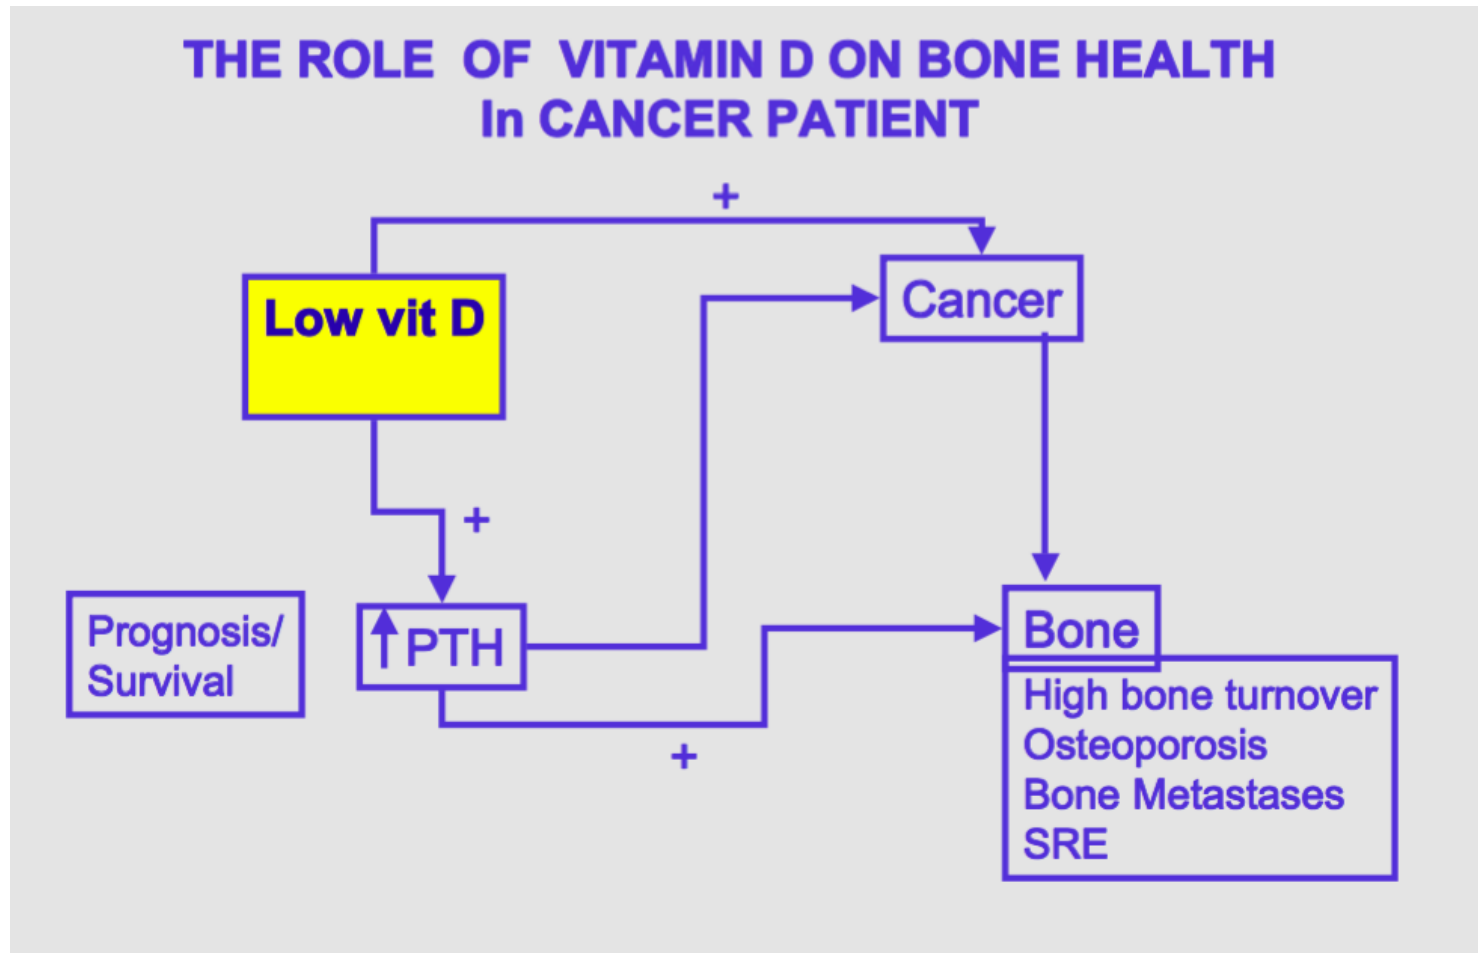 THE ROLE OF VITAMIN D ON BONE HEALTH
In CANCER PATIENT
+
Low vit D
Cancer
+
Prognosis/
Survival
PTH
Bone
High bone turnover
Osteoporosis
Bone Metastases
SRE
+